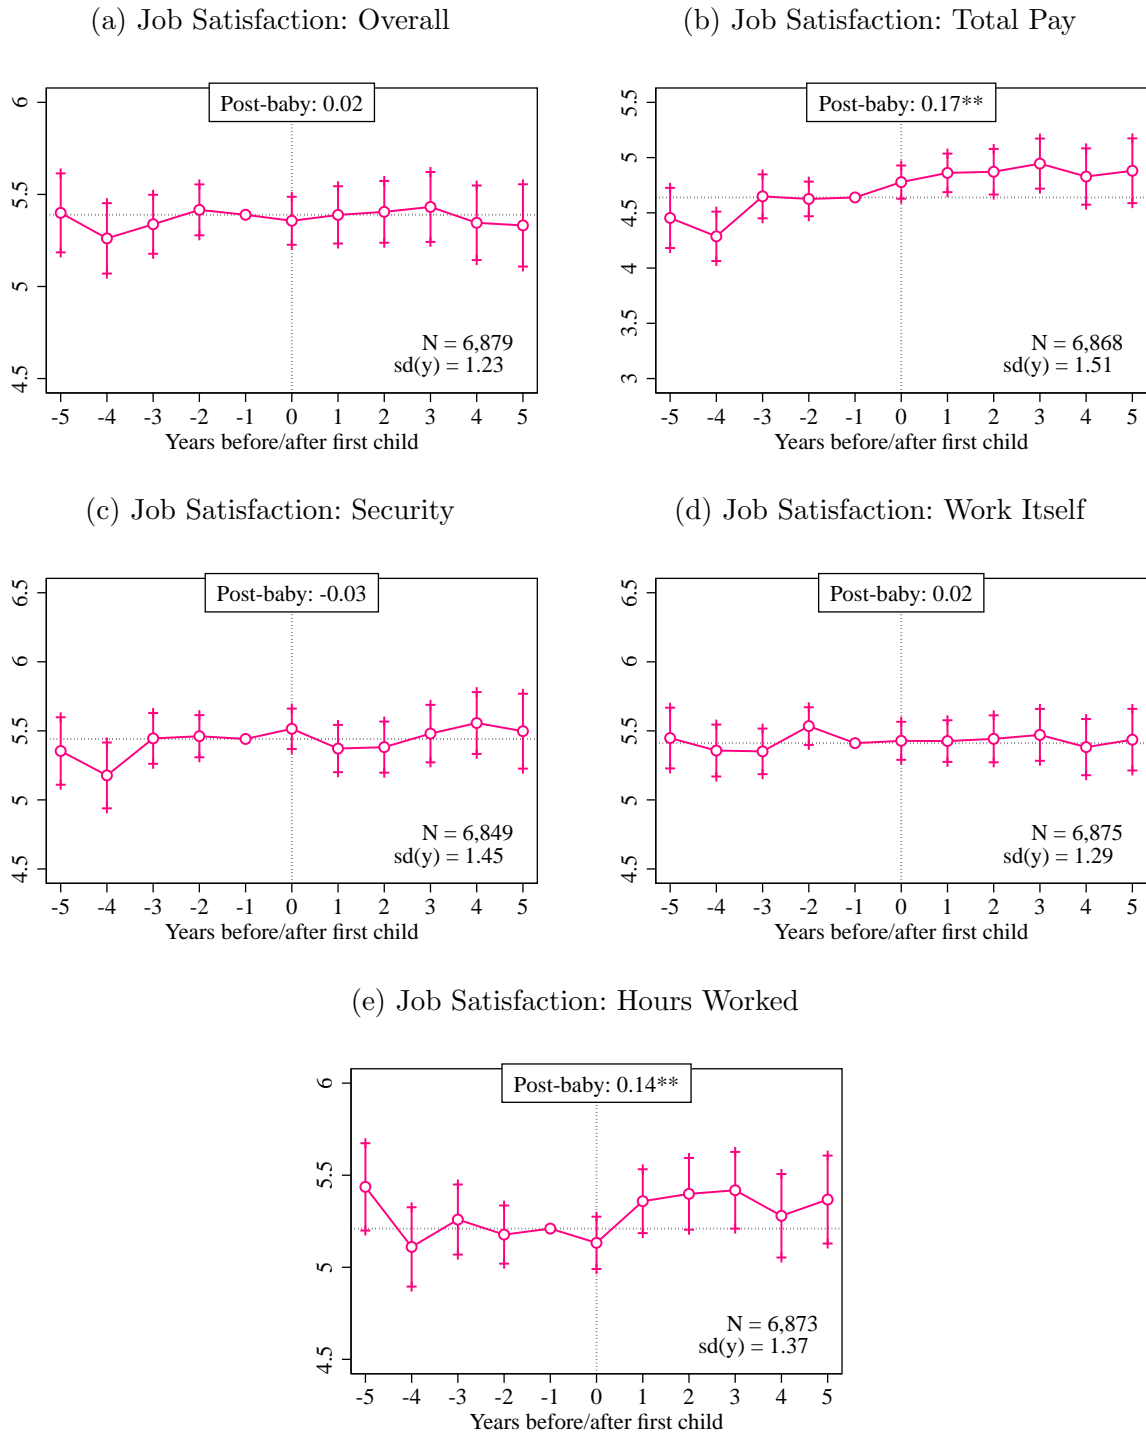 (a) Job Satisfaction: Overall
Post-baby: 0.02
6
5.5
5
4.5
N = 6,879
sd(y) = 1.23
-5 -4 -3 -2 -1 0 1 2 3 4 5
Years before/after first child
(b) Job Satisfaction: Total Pay
Post-baby: 0.17**
5.5
5
4.5
4
3.5
3
N = 6,868
sd(y) = 1.51
-5 -4 -3 -2 -1 0 1 2 3 4 5
Years before/after first child
(c) Job Satisfaction: Security
Post-baby: -0.03
6.5
6
5.5
5
4.5
N = 6,849
sd(y) = 1.45
-5 -4 -3 -2 -1 0 1 2 3 4 5
Years before/after first child
(d) Job Satisfaction: Work Itself
Post-baby: 0.02
6.5
6
5.5
5
4.5
N = 6,875
sd(y) = 1.29
-5 -4 -3 -2 -1 0 1 2 3 4 5
Years before/after first child
(e) Job Satisfaction: Hours Worked
Post-baby: 0.14**
6
5.5
5
4.5
N = 6,873
sd(y) = 1.37
-5 -4 -3 -2 -1 0 1 2 3 4 5
Years before/after first child